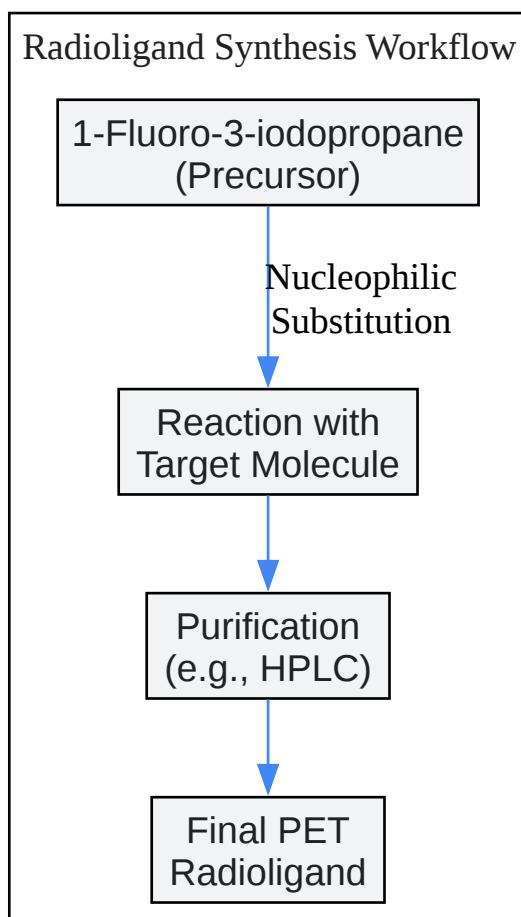 Radioligand Synthesis Workflow
1-Fluoro-3-iodopropane
(Precursor)
Nucleophilic
Substitution
Reaction with
Target Molecule
Purification
(e.g., HPLC)
Final PET
Radioligand